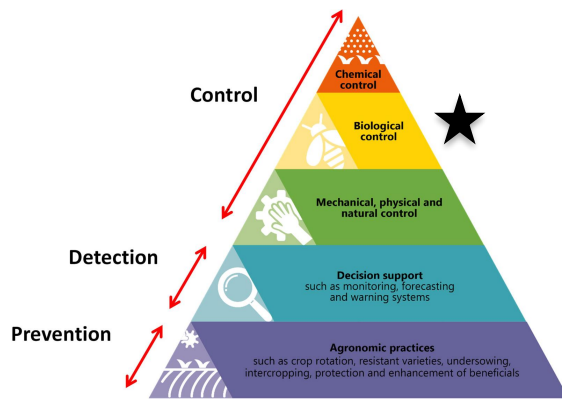 Control
Chemical
control
Biological
control
Mechanical, physical and
natural control
Detection
Decision support
such as monitoring, forecasting
and warning systems
Prevention
Agronomic practices
such as crop rotation, resistant varieties, undersowing,
intercropping, protection and enhancement of beneficials